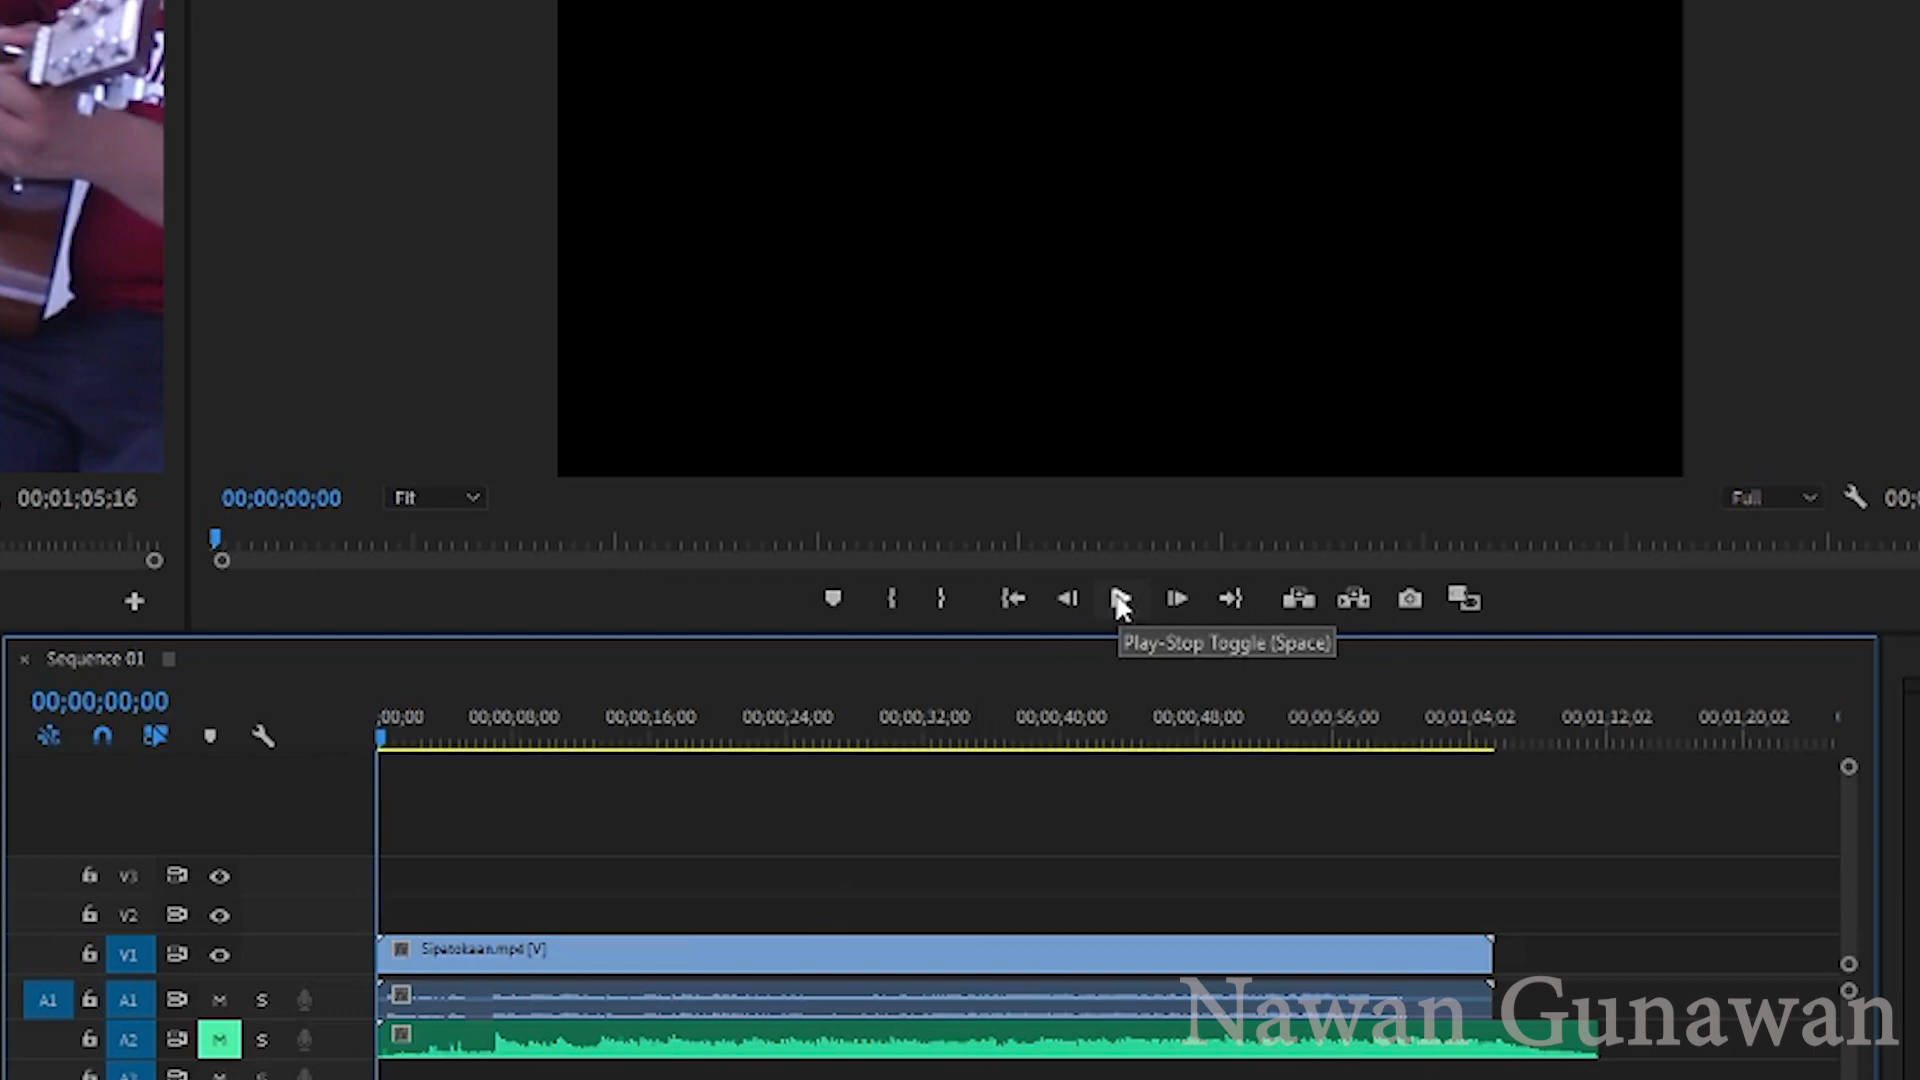 00;01;05;16
00;00;00;00
Fit
Full
00;
Play-Stop Toggle (Space)
× Sequence 01
00;00;00;00
;00;00 00;00;08;00 00;00;16;00 00;00;24;00 00;00;32;00 00;00;40;00 00;00;48;00 00;00;56;00 00;01;04;02 00;01;12;02 00;01;20;02
V3
V2
V1 Sipatokaan.mp4 [V]
A1 A1 M S
A2 M S
Nawan Gunawan